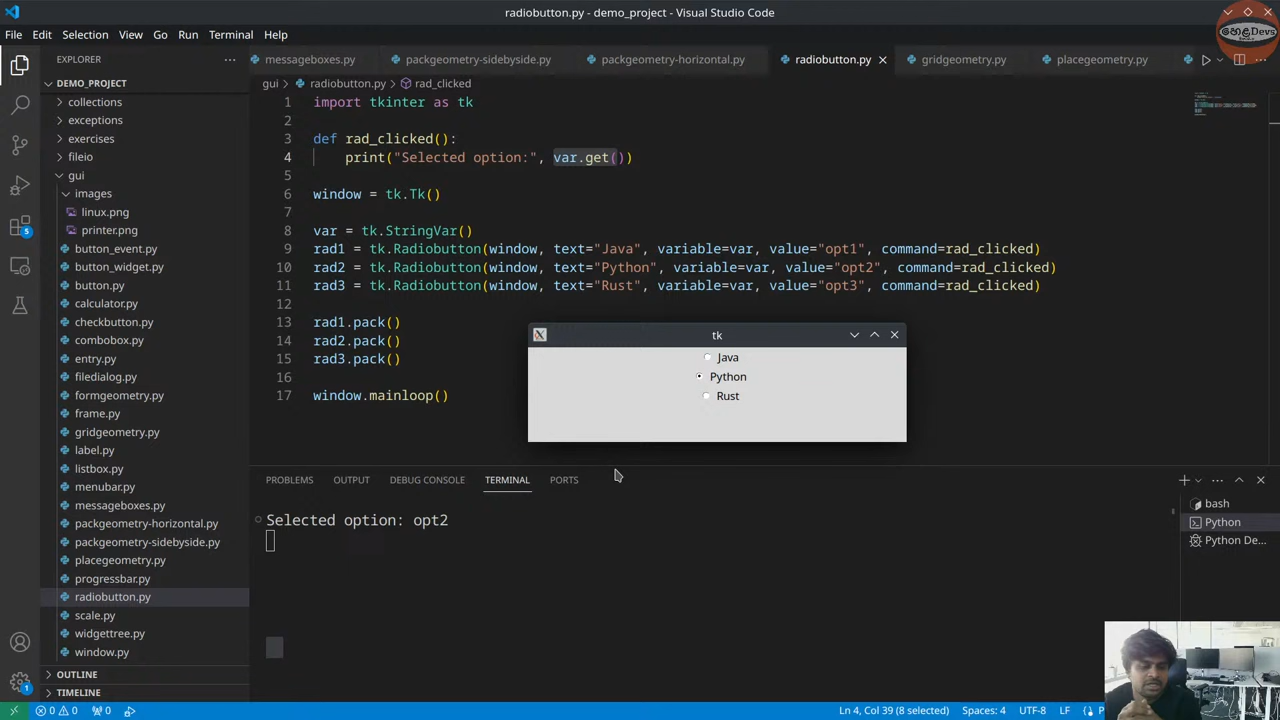 radiobutton.py - demo_project - Visual Studio Code
File Edit Selection View Go Run Terminal Help
EXPLORER
messageboxes.py
packgeometry-sidebyside.py
packgeometry-horizontal.py
radiobutton.py
gridgeometry.py
placegeometry.py
DEMO_PROJECT
gui > radiobutton.py > rad_clicked
collections
exceptions
exercises
fileio
gui
images
linux.png
printer.png
button_event.py
button_widget.py
button.py
calculator.py
checkbutton.py
combobox.py
entry.py
filedialog.py
formgeometry.py
frame.py
gridgeometry.py
label.py
listbox.py
menubar.py
messageboxes.py
packgeometry-horizontal.py
packgeometry-sidebyside.py
placegeometry.py
progressbar.py
radiobutton.py
scale.py
widgettree.py
window.py
OUTLINE
TIMELINE
1 import tkinter as tk
2
3 def rad_clicked():
4 print("Selected option:", var.get())
5
6 window = tk.Tk()
7
8 var = tk.StringVar()
9 rad1 = tk.Radiobutton(window, text="Java", variable=var, value="opt1", command=rad_clicked)
10 rad2 = tk.Radiobutton(window, text="Python", variable=var, value="opt2", command=rad_clicked)
11 rad3 = tk.Radiobutton(window, text="Rust", variable=var, value="opt3", command=rad_clicked)
12
13 rad1.pack()
14 rad2.pack()
15 rad3.pack()
16
17 window.mainloop()
tk
Java
Python
Rust
PROBLEMS OUTPUT DEBUG CONSOLE TERMINAL PORTS
Selected option: opt2
bash
Python
Python De...
5
1
0 0 0
Ln 4, Col 39 (8 selected) Spaces: 4 UTF-8 LF
හෙළDevs